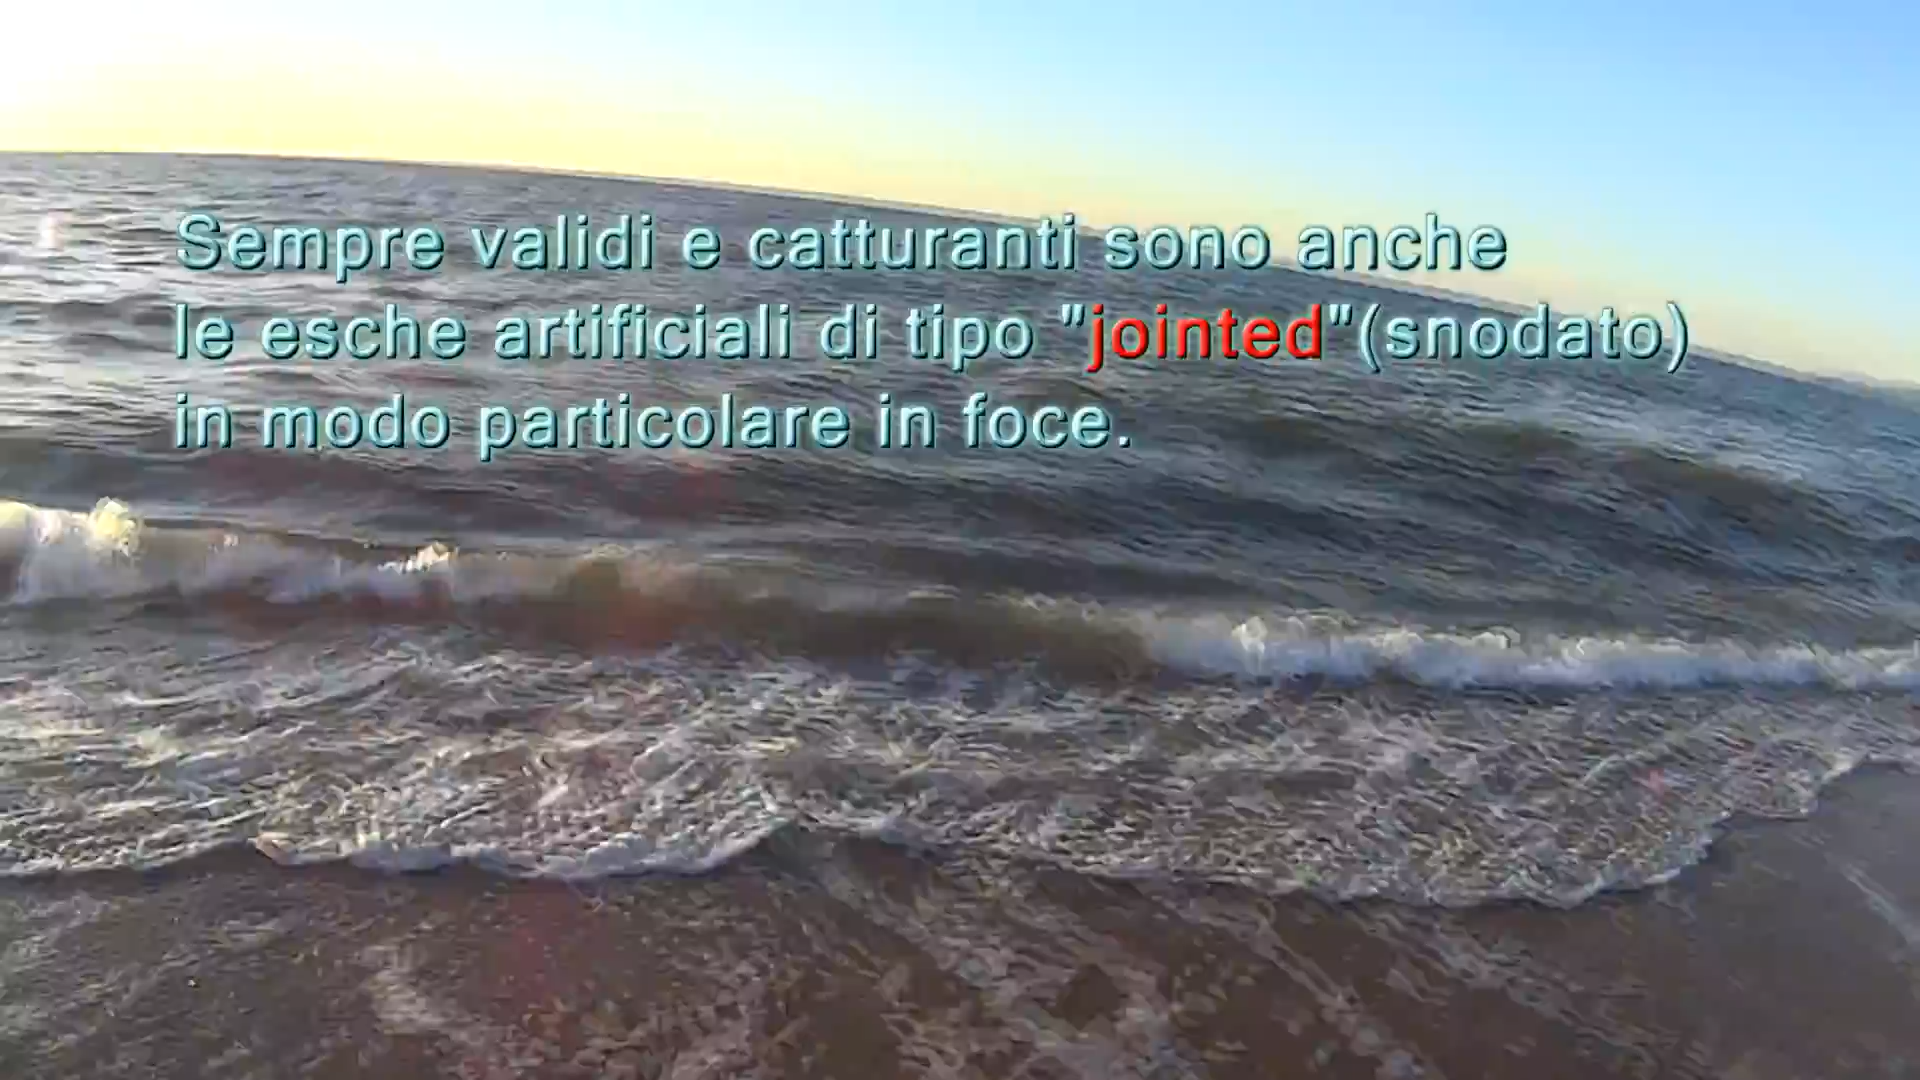 Sempre validi e catturanti sono anche
le esche artificiali di tipo "jointed"(snodato)
in modo particolare in foce.